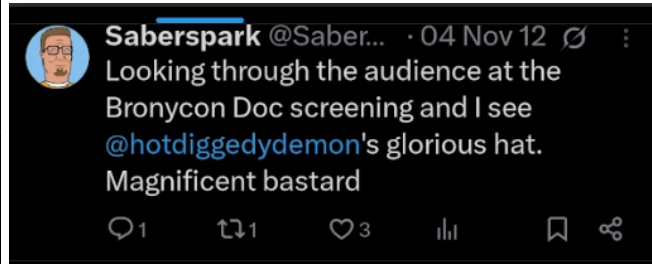 Saberspark @Saber... · 04 Nov 12
Looking through the audience at the
Bronycon Doc screening and I see
@hotdiggedydemon's glorious hat.
Magnificent bastard
1 1 3